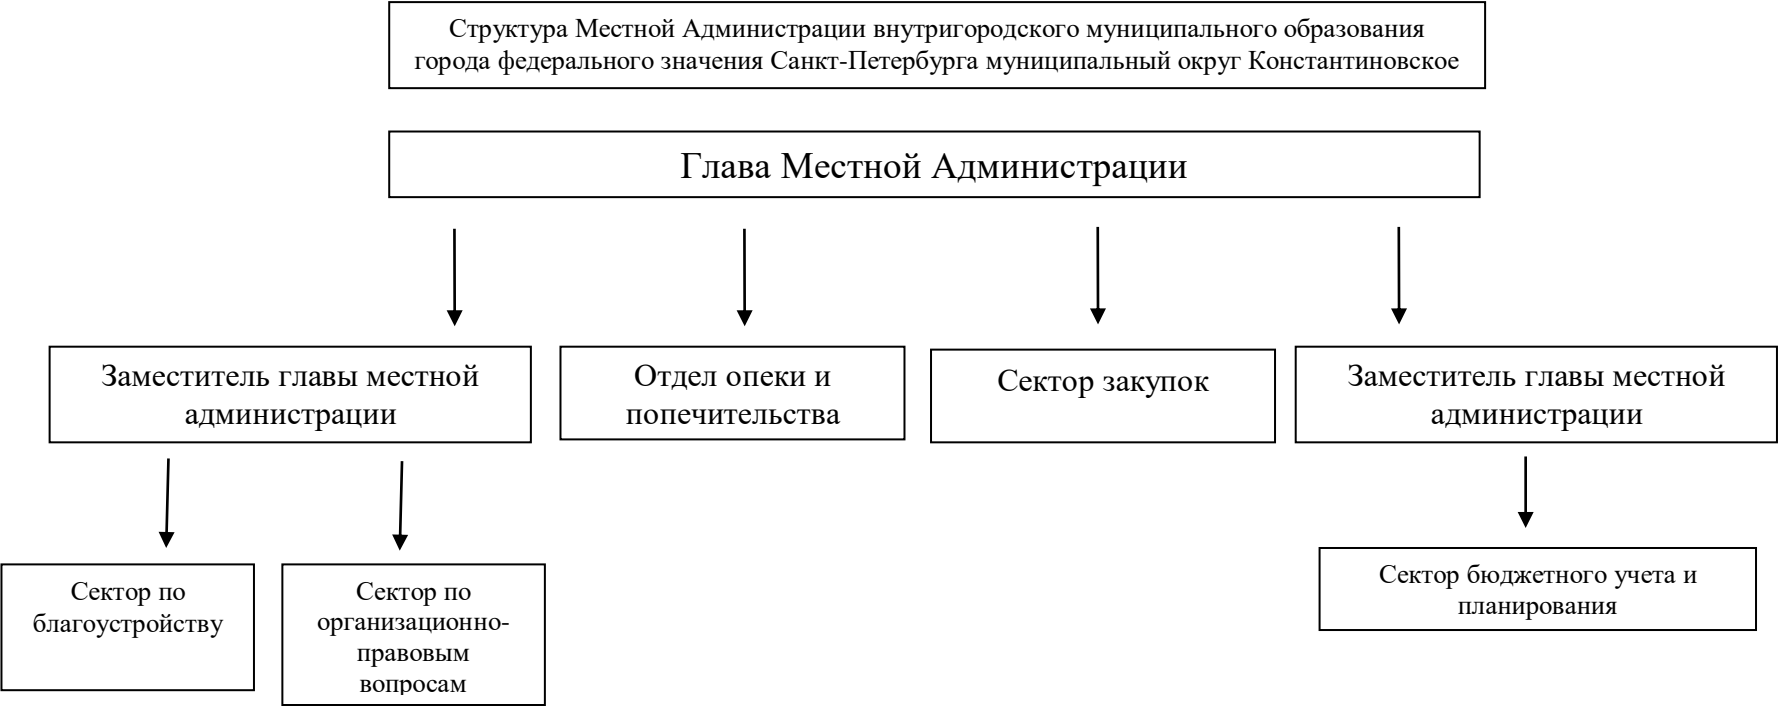 Структура Местной Администрации внутригородского муниципального образования
города федерального значения Санкт-Петербурга муниципальный округ Константиновское
Глава Местной Администрации
Заместитель главы местной
администрации
Отдел опеки и
попечительства
Сектор закупок
Заместитель главы местной
администрации
Сектор по
благоустройству
Сектор по
организационно-
правовым
вопросам
Сектор бюджетного учета и
планирования